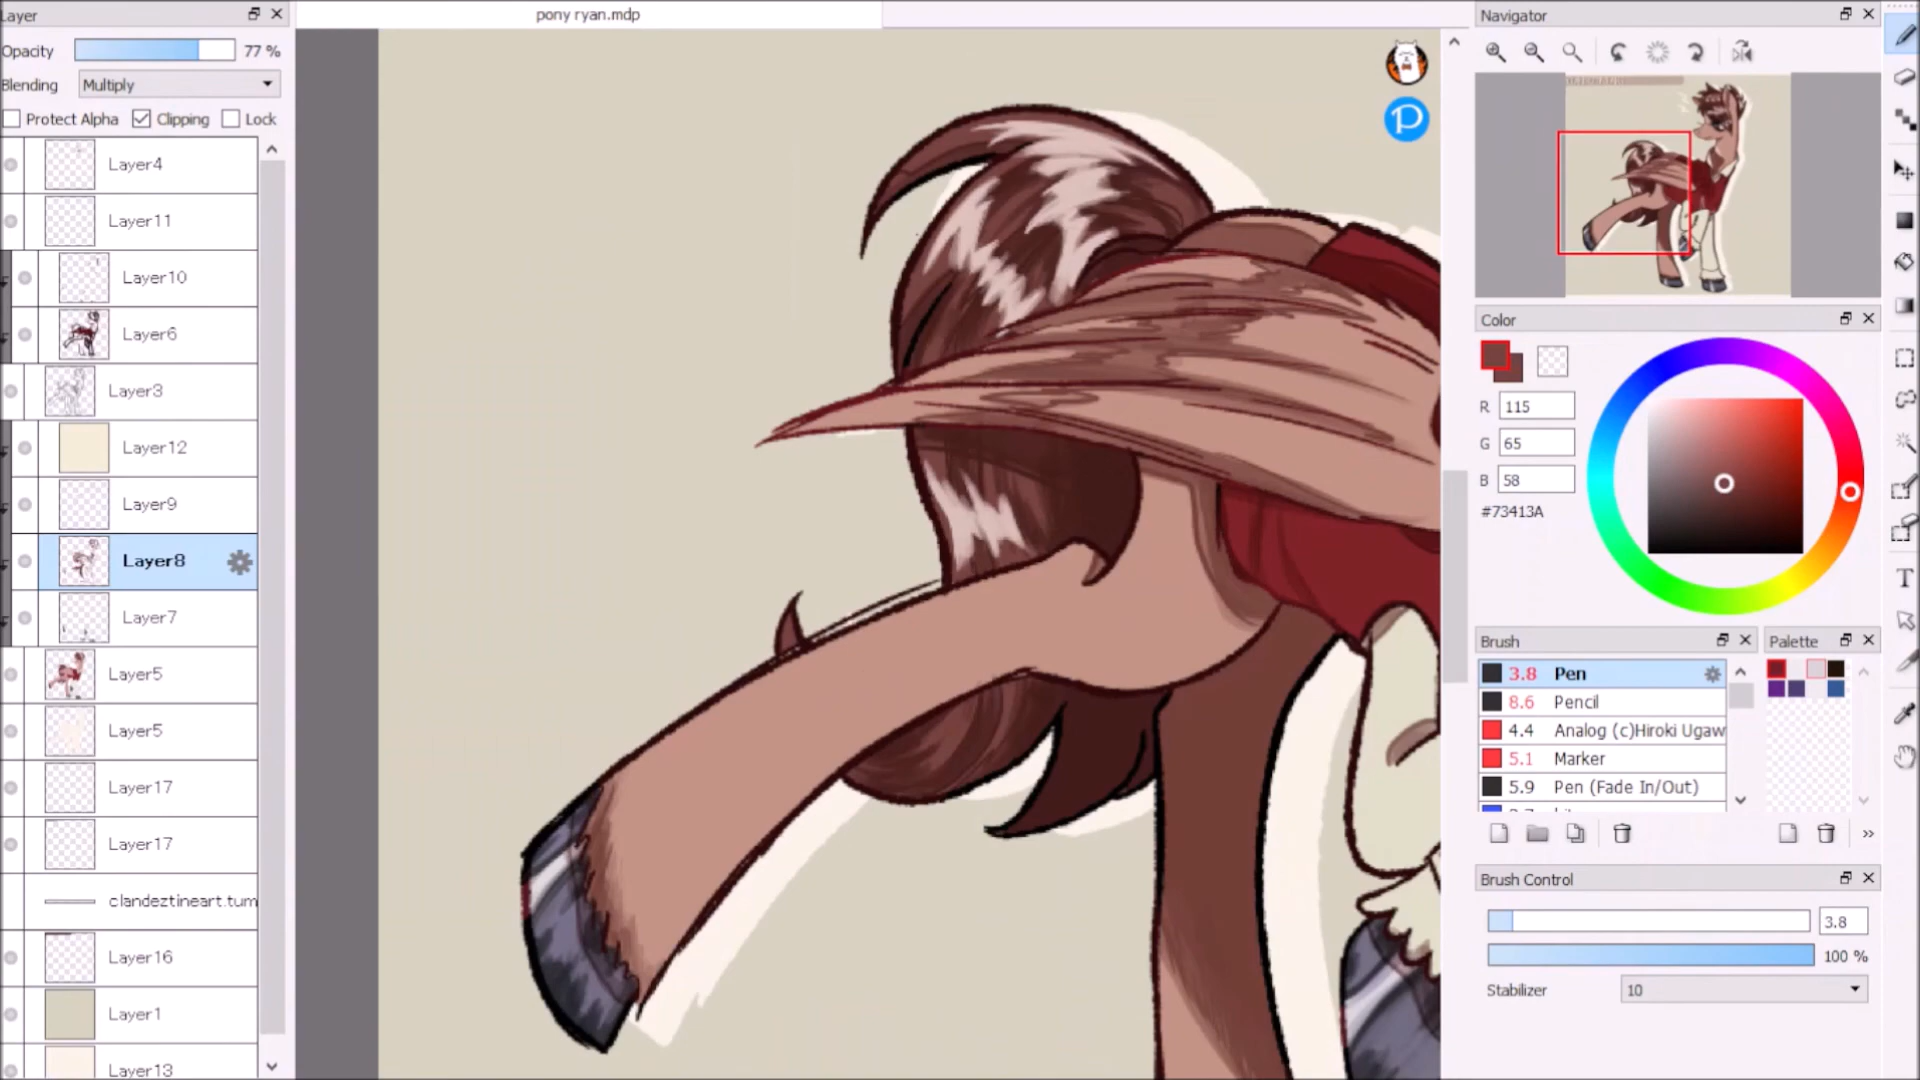 Layer
Opacity
77 %
Blending
Multiply
Protect Alpha
Clipping
Lock
Layer4
Layer11
Layer10
Layer6
Layer3
Layer12
Layer9
Layer8
Layer7
Layer5
Layer5
Layer17
Layer17
clandeztineart.tum
Layer16
Layer1
Layer13
pony ryan.mdp
P
Navigator
Color
R 115
G 65
B 58
#73413A
Brush
3.8 Pen
8.6 Pencil
4.4 Analog (c)Hiroki Ugaw
5.1 Marker
5.9 Pen (Fade In/Out)
Palette
T
»
Brush Control
3.8
100 %
Stabilizer
10